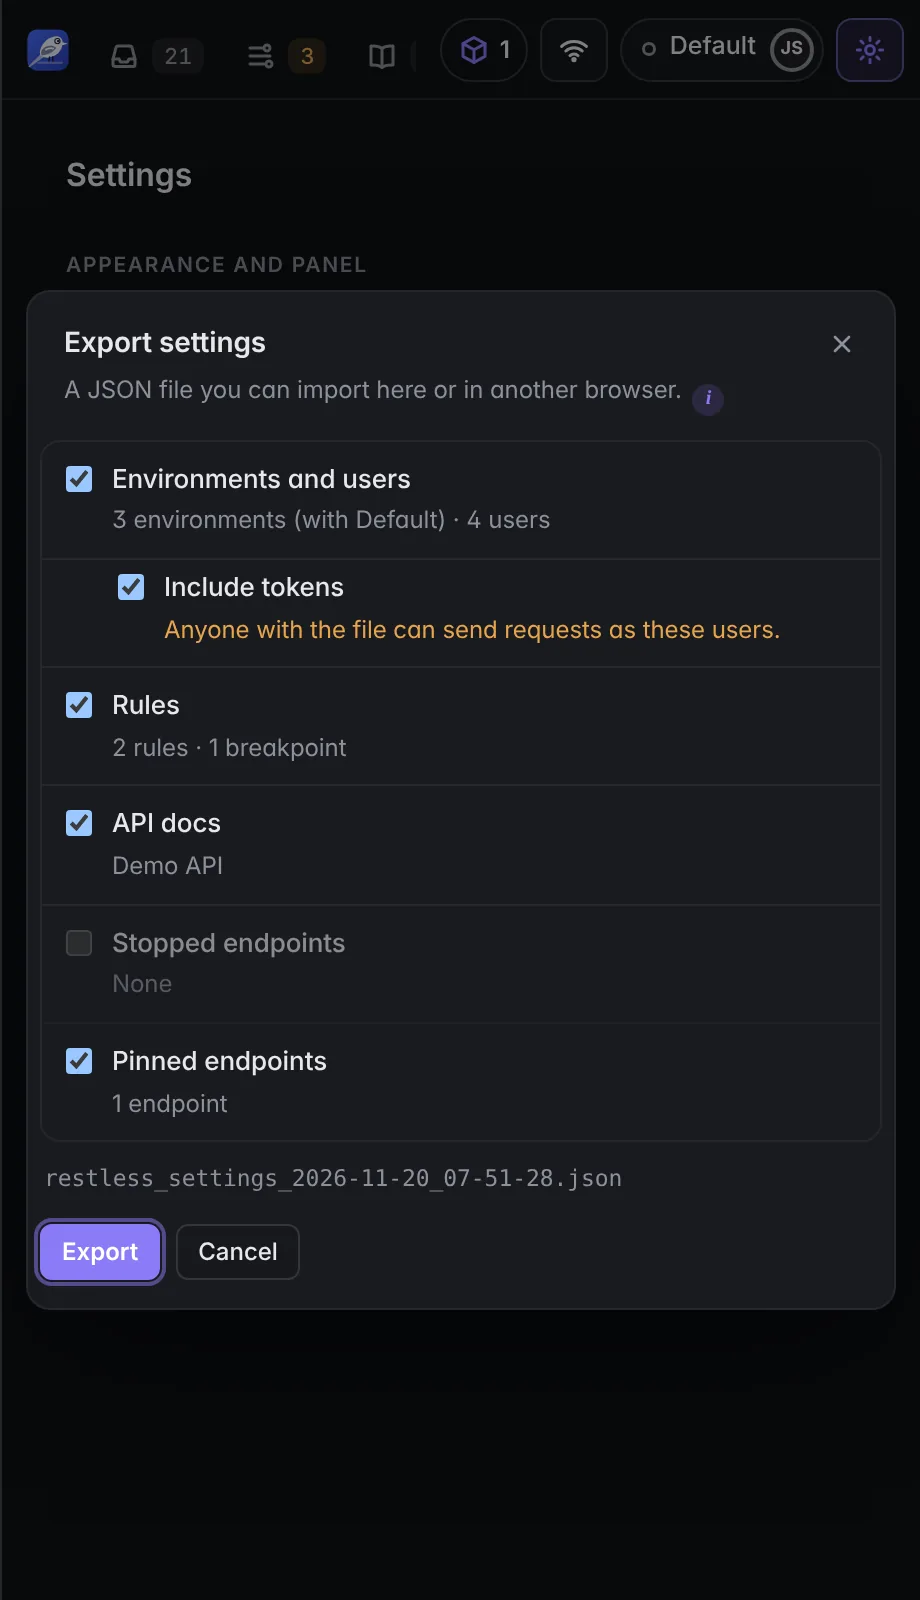 21
3
1
Default
JS
Settings
APPEARANCE AND PANEL
Export settings
A JSON file you can import here or in another browser.
i
Environments and users
3 environments (with Default) · 4 users
Include tokens
Anyone with the file can send requests as these users.
Rules
2 rules · 1 breakpoint
API docs
Demo API
Stopped endpoints
None
Pinned endpoints
1 endpoint
restless_settings_2026-11-20_07-51-28.json
Export
Cancel